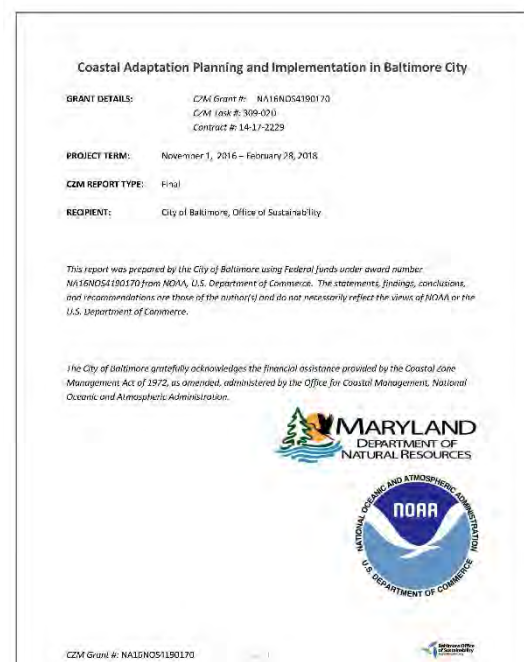 Coastal Adaptation Planning and Implementation in Baltimore City
GRANT DETAILS: CZM Grant #: NA16NOS4190170
CZM Task #: 309-020
Contract #: 14-17-2229
PROJECT TERM: November 1, 2016 – February 28, 2018
CZM REPORT TYPE: Final
RECIPIENT: City of Baltimore, Office of Sustainability
This report was prepared by the City of Baltimore using Federal funds under award number
NA16NOS4190170 from NOAA, U.S. Department of Commerce. The statements, findings, conclusions,
and recommendations are those of the author(s) and do not necessarily reflect the views of NOAA or the
U.S. Department of Commerce.
The City of Baltimore gratefully acknowledges the financial assistance provided by the Coastal Zone
Management Act of 1972, as amended, administered by the Office for Coastal Management, National
Oceanic and Atmospheric Administration.
MARYLAND
DEPARTMENT OF
NATURAL RESOURCES
NATIONAL OCEANIC AND ATMOSPHERIC ADMINISTRATION
NOAA
U.S. DEPARTMENT OF COMMERCE
CZM Grant #: NA16NOS4190170
Baltimore Office
of Sustainability